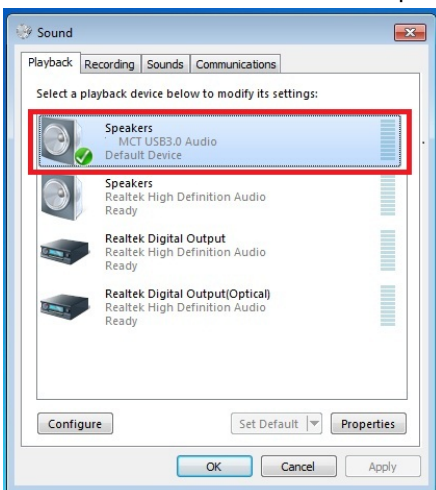 Sound
Playback Recording Sounds Communications
Select a playback device below to modify its settings:
Speakers
MCT USB3.0 Audio
Default Device
Speakers
Realtek High Definition Audio
Ready
Realtek Digital Output
Realtek High Definition Audio
Ready
Realtek Digital Output(Optical)
Realtek High Definition Audio
Ready
Configure Set Default Properties
OK Cancel Apply